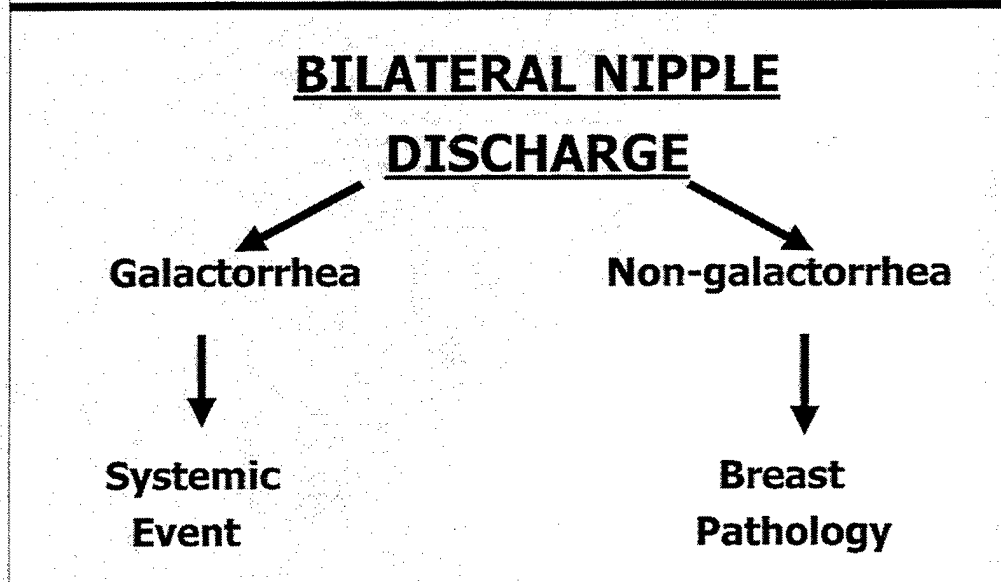 BILATERAL NIPPLE
DISCHARGE
Galactorrhea
Non-galactorrhea
Systemic
Event
Breast
Pathology